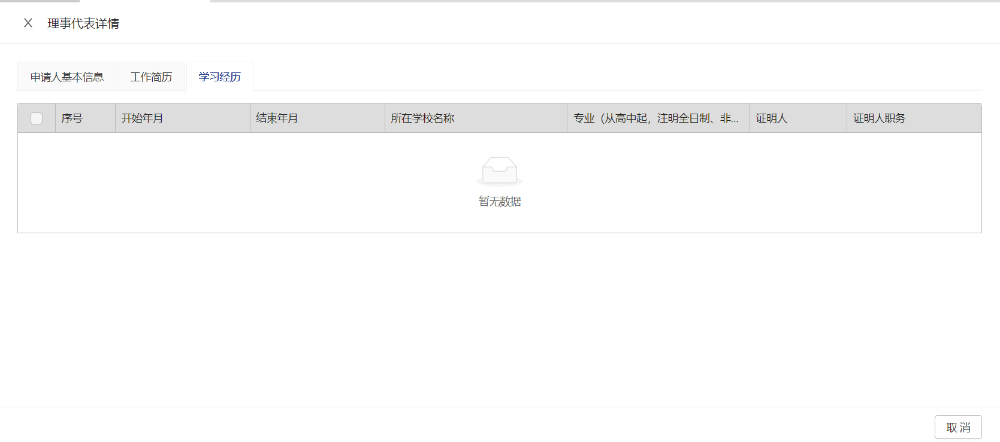 理事代表详情
申请人基本信息 工作简历 学习经历
序号 开始年月 结束年月 所在学校名称 专业（从高中起，注明全日制、非... 证明人 证明人职务
暂无数据
取 消